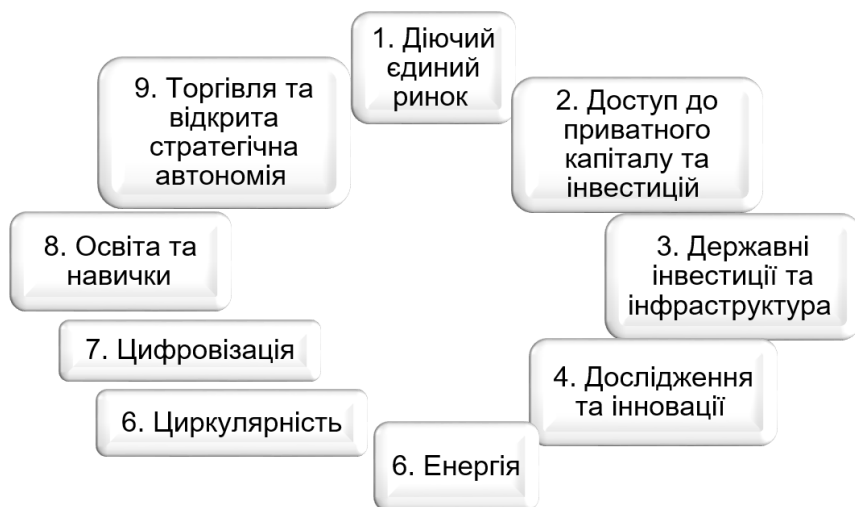 1. Діючий
єдиний
ринок
2. Доступ до
приватного
капіталу та
інвестицій
3. Державні
інвестиції та
інфраструктура
4. Дослідження
та інновації
6. Енергія
6. Циркулярність
7. Цифровізація
8. Освіта та
навички
9. Торгівля та
відкрита
стратегічна
автономія